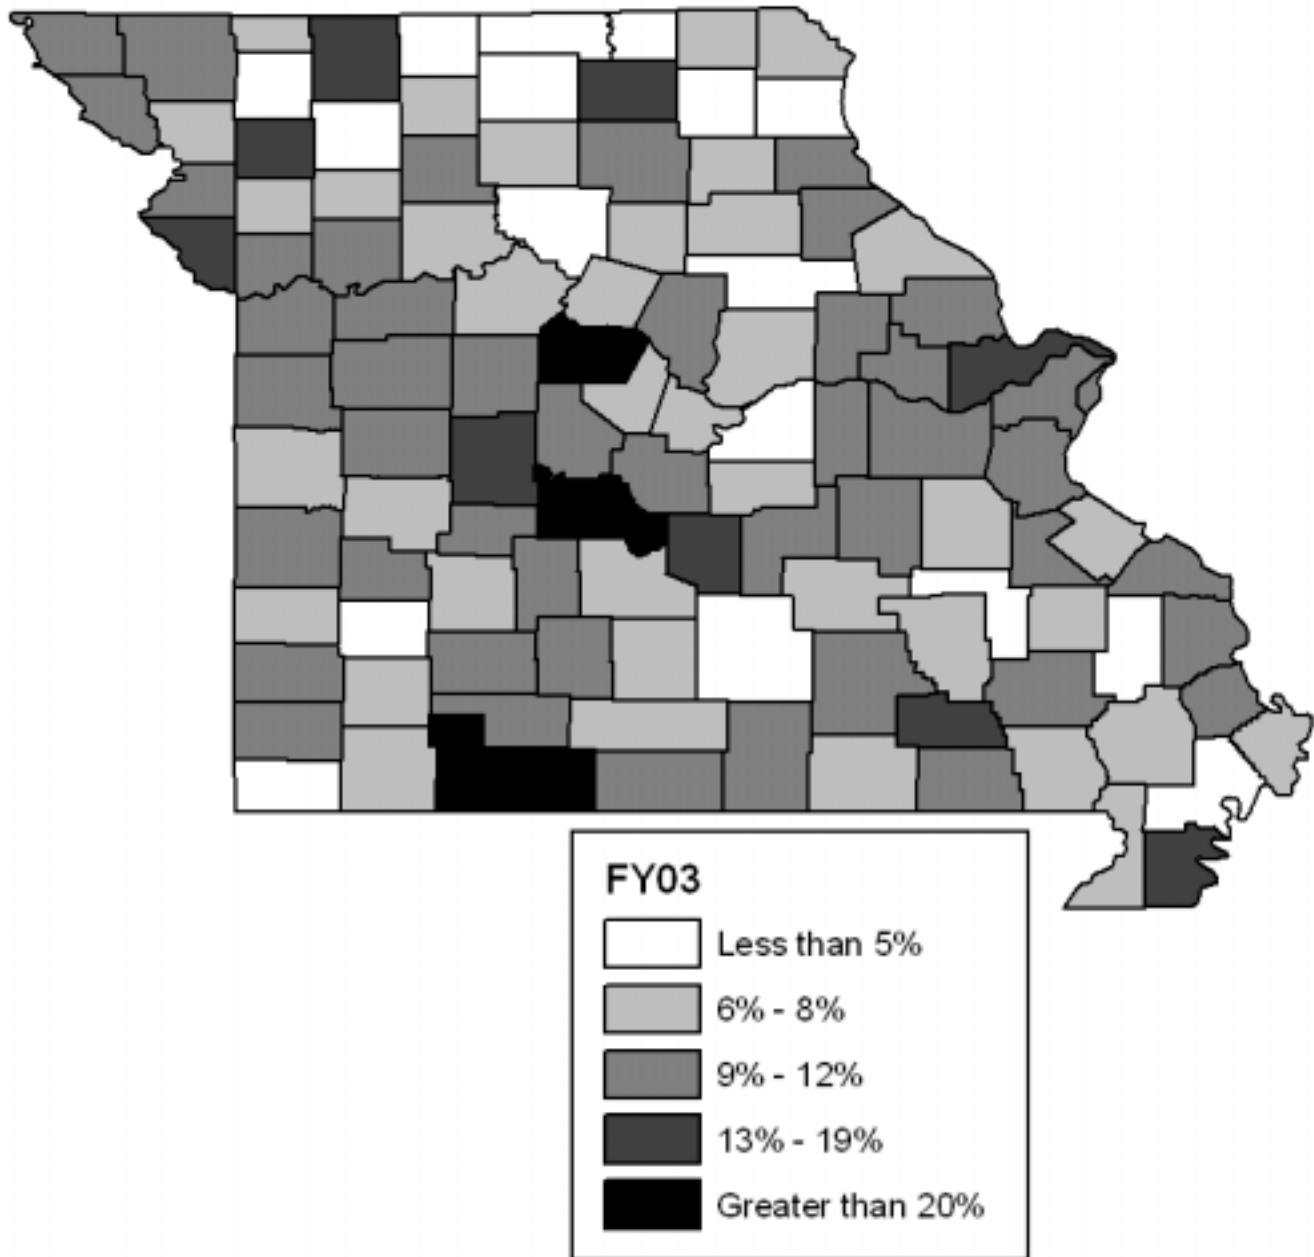 FY03
Less than 5%
6% - 8%
9% - 12%
13% - 19%
Greater than 20%